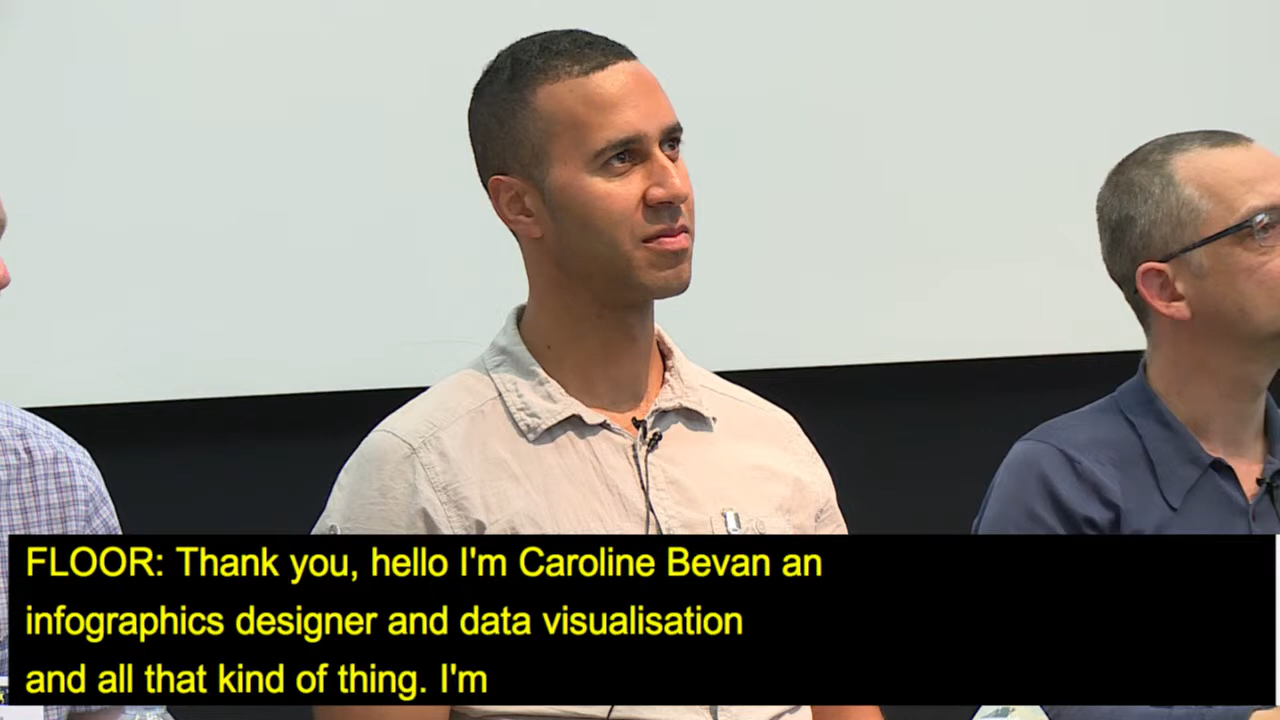 FLOOR: Thank you, hello I'm Caroline Bevan an
infographics designer and data visualisation
and all that kind of thing. I'm